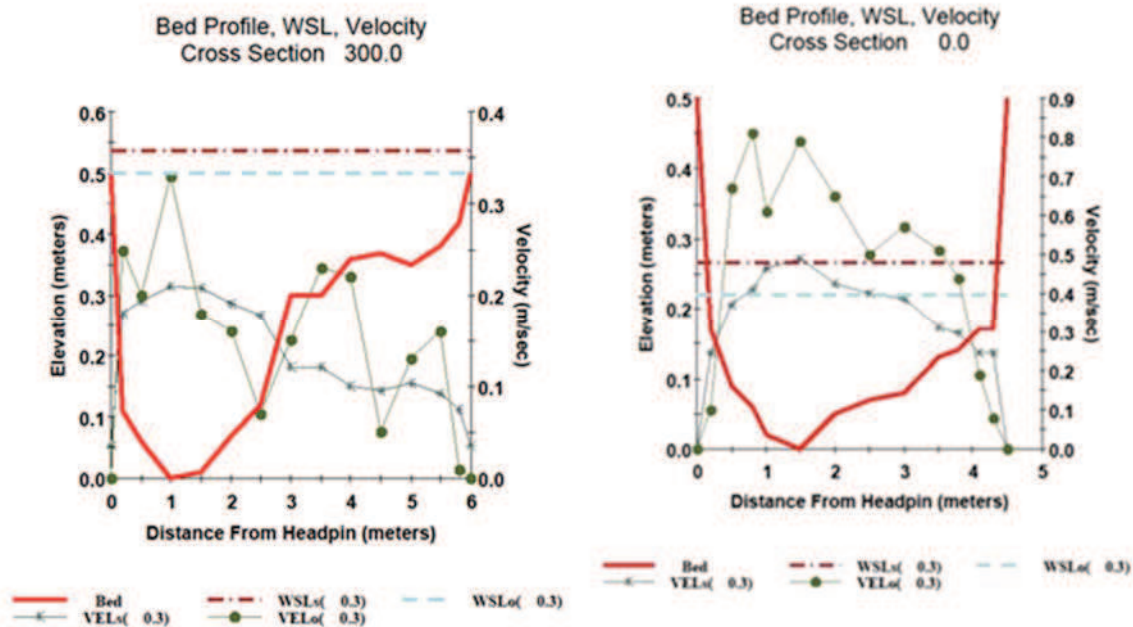 Bed Profile, WSL, Velocity
Cross Section 300.0
0.6
0.5
0.4
0.3
0.2
0.1
0.0
Elevation (meters)
0.4
0.3
0.2
0.1
0.0
Velocity (m/sec)
0 1 2 3 4 5 6
Distance From Headpin (meters)
Bed
WSLs( 0.3)
WSLo( 0.3)
VELs( 0.3)
VELo( 0.3)
Bed Profile, WSL, Velocity
Cross Section 0.0
0.5
0.4
0.3
0.2
0.1
0.0
Elevation (meters)
0.9
0.8
0.7
0.6
0.5
0.4
0.3
0.2
0.1
0.0
Velocity (m/sec)
0 1 2 3 4 5
Distance From Headpin (meters)
Bed
WSLs( 0.3)
WSLo( 0.3)
VELs( 0.3)
VELo( 0.3)